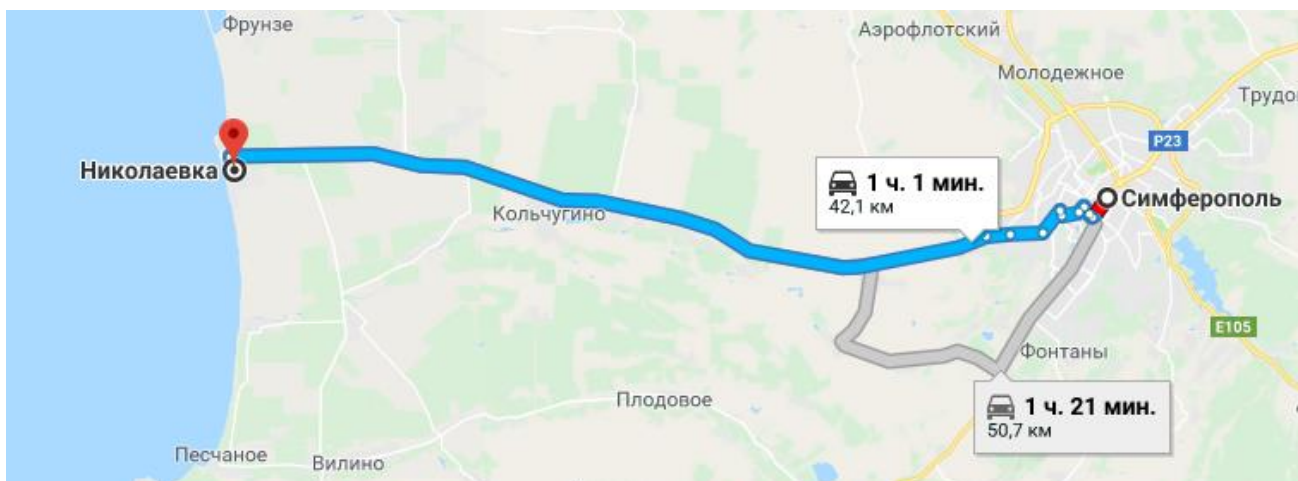 Фрунзе
Аэрофлотский
Молодежное
Трудо
P23
Николаевка
1 ч. 1 мин.
42,1 км
Симферополь
Кольчугино
E105
Фонтаны
Плодовое
1 ч. 21 мин.
50,7 км
Песчаное
Вилино